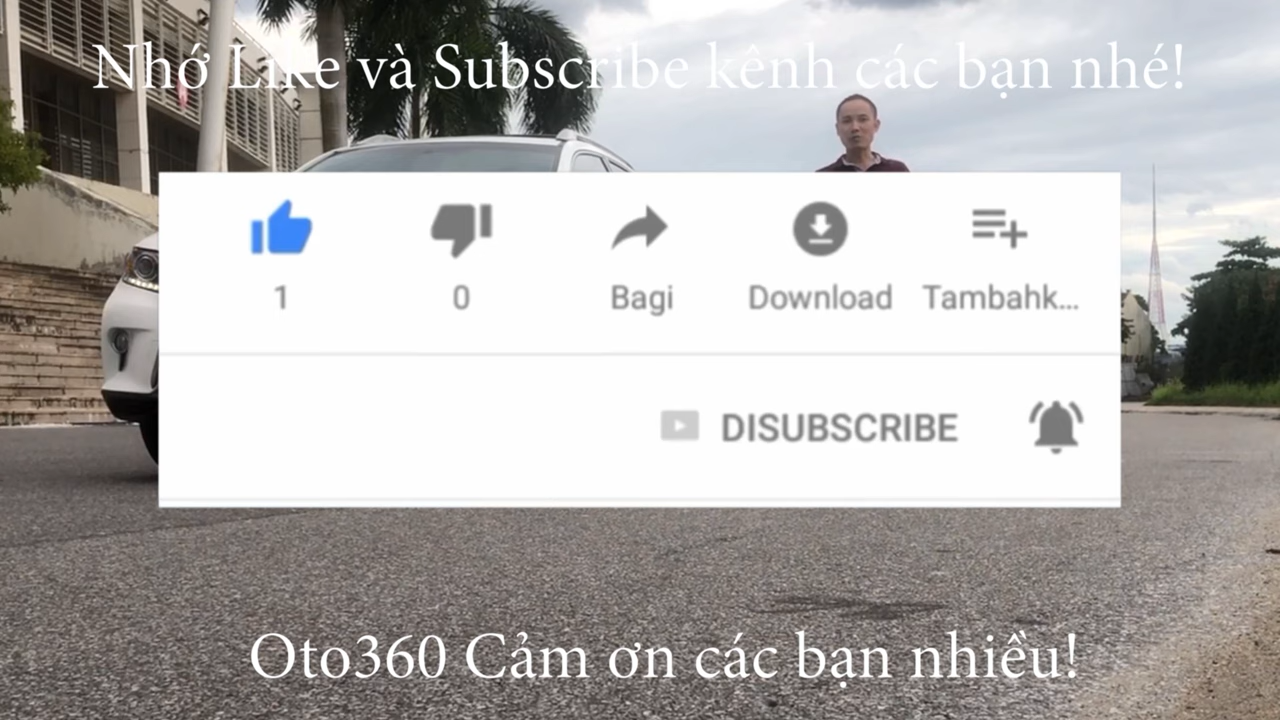 Nhớ Like và Subscribe kênh các bạn nhé!
1 0 Bagi Download Tambahk...
DISUBSCRIBE
Oto360 Cảm ơn các bạn nhiều!